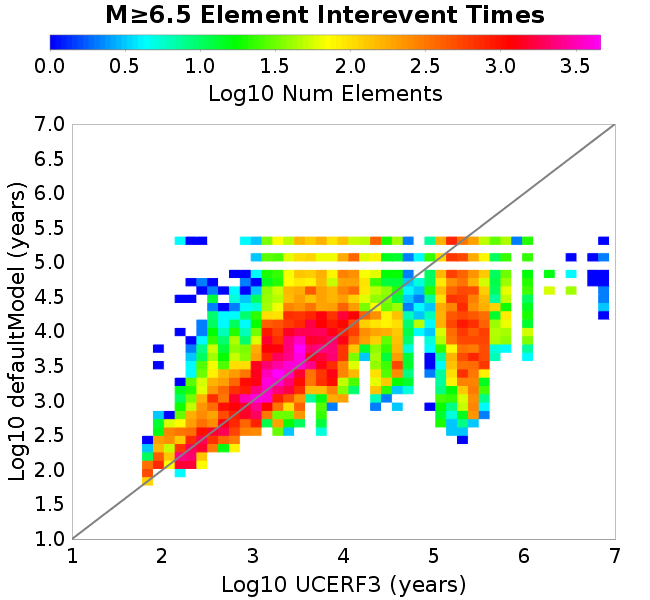 M≥6.5 Element Interevent Times
0.0 0.5 1.0 1.5 2.0 2.5 3.0 3.5
Log10 Num Elements
7.0
6.5
6.0
5.5
5.0
4.5
4.0
3.5
3.0
2.5
2.0
1.5
1.0
Log10 defaultModel (years)
1 2 3 4 5 6 7
Log10 UCERF3 (years)